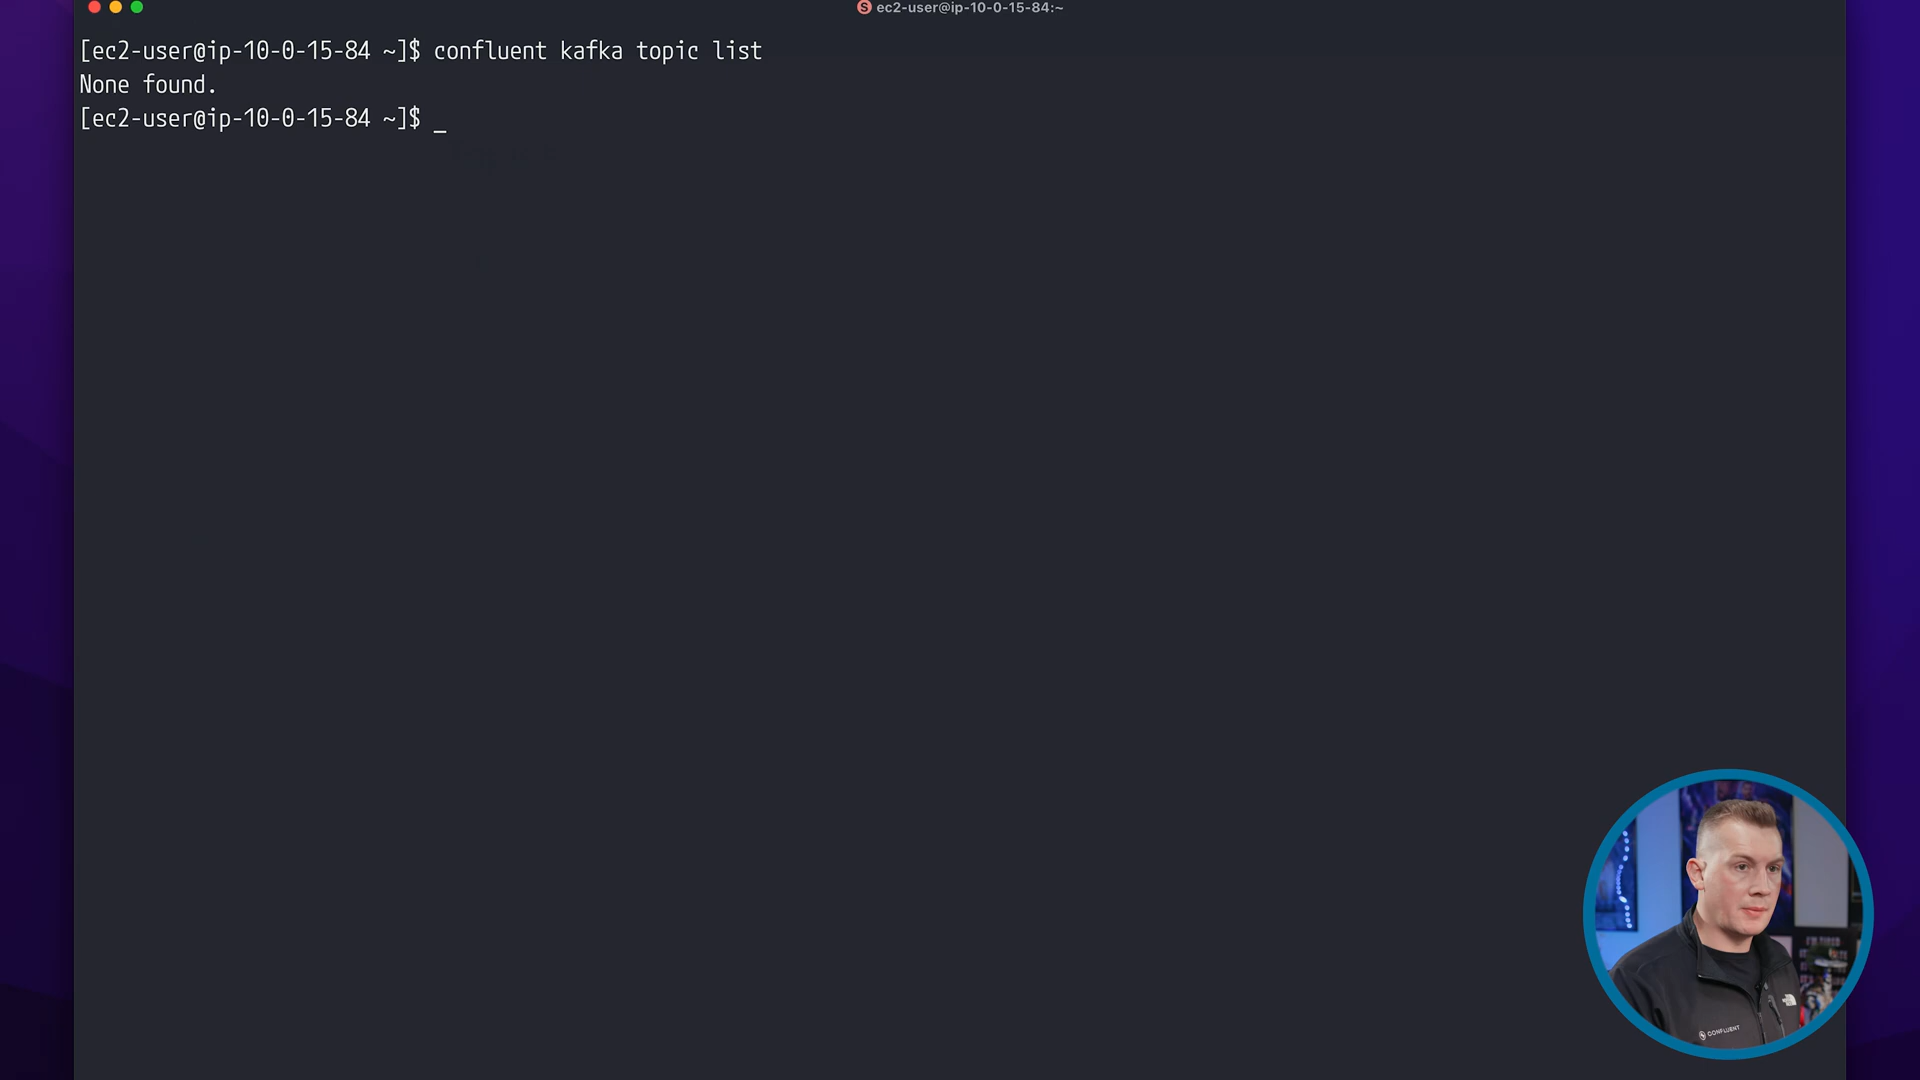 ec2-user@ip-10-0-15-84:~
[ec2-user@ip-10-0-15-84 ~]$ confluent kafka topic list
None found.
[ec2-user@ip-10-0-15-84 ~]$ _
CONFLUENT